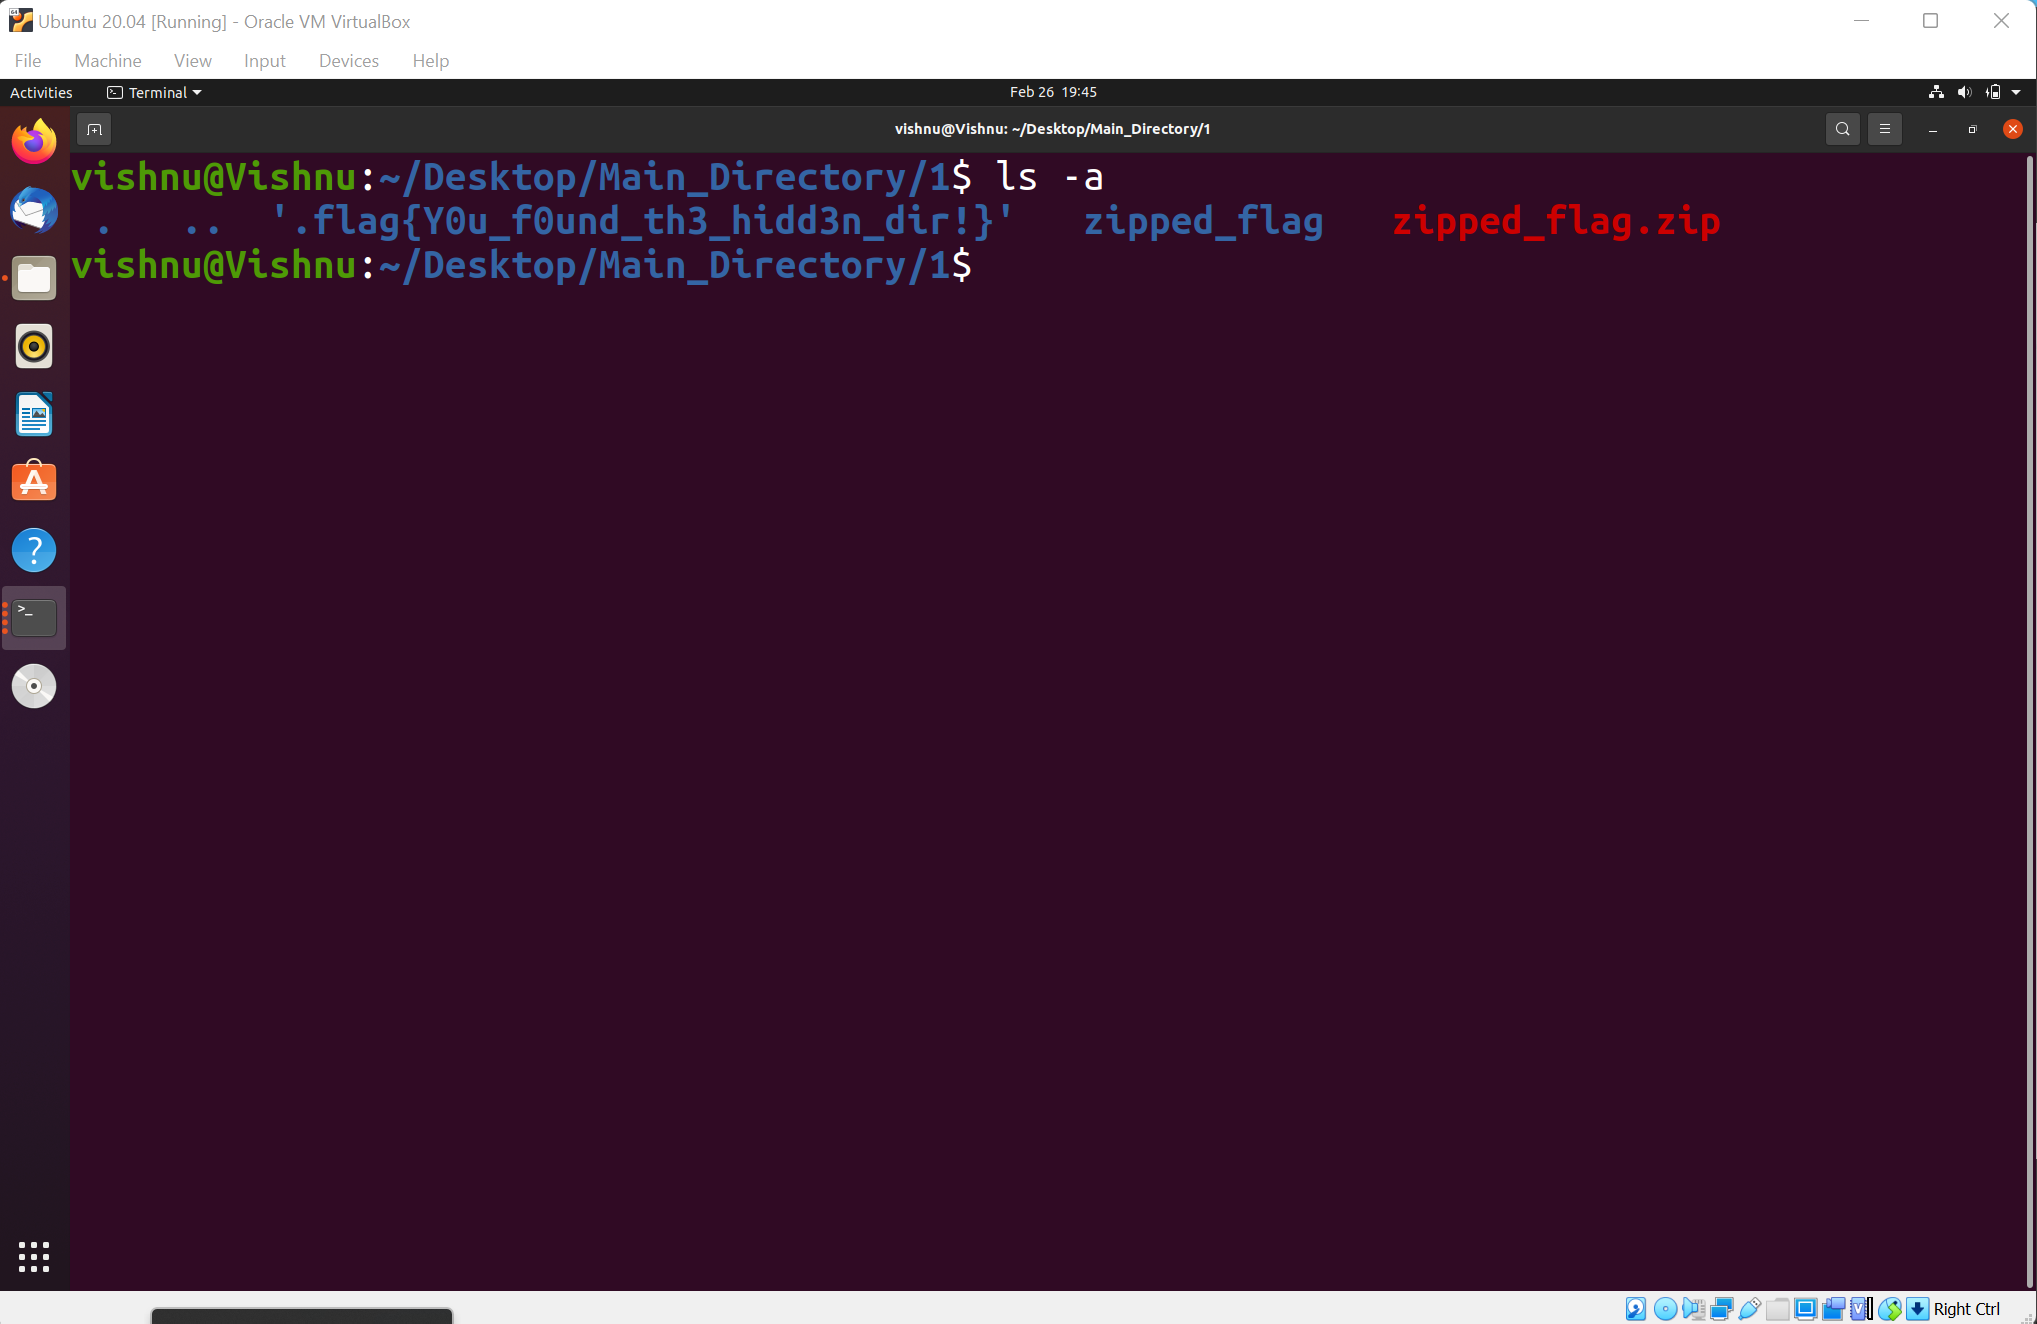 Ubuntu 20.04 [Running] - Oracle VM VirtualBox
File Machine View Input Devices Help
Activities Terminal Feb 26 19:45
vishnu@Vishnu: ~/Desktop/Main_Directory/1
vishnu@Vishnu:~/Desktop/Main_Directory/1$ ls -a
. .. '.flag{Y0u_f0und_th3_hidd3n_dir!}' zipped_flag zipped_flag.zip
vishnu@Vishnu:~/Desktop/Main_Directory/1$
Right Ctrl